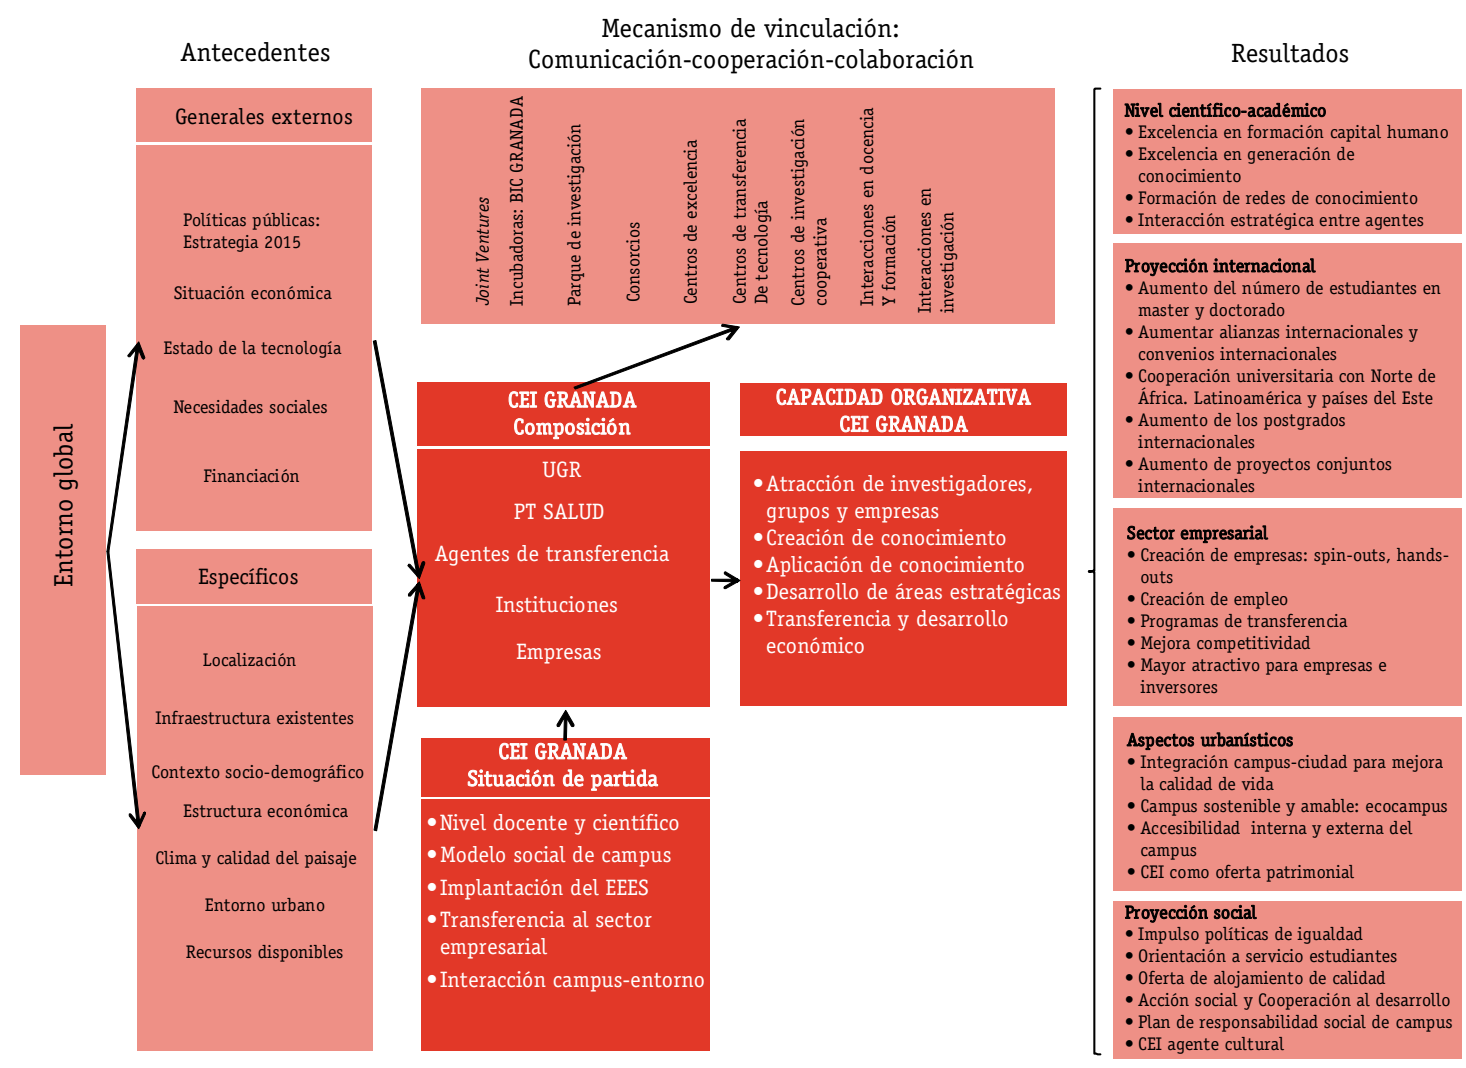 Antecedentes
Mecanismo de vinculación:
Comunicación-cooperación-colaboración
Resultados
Entorno global
Generales externos
Políticas públicas:
Estrategia 2015
Situación económica
Estado de la tecnología
Necesidades sociales
Financiación
Específicos
Localización
Infraestructura existentes
Contexto socio-demográfico
Estructura económica
Clima y calidad del paisaje
Entorno urbano
Recursos disponibles
Joint Ventures
Incubadoras: BIC GRANADA
Parque de investigación
Consorcios
Centros de excelencia
Centros de transferencia
De tecnología
Centros de investigación
cooperativa
Interacciones en docencia
Y formación
Interacciones en
investigación
CEI GRANADA
Composición
UGR
PT SALUD
Agentes de transferencia
Instituciones
Empresas
CEI GRANADA
Situación de partida
• Nivel docente y científico
• Modelo social de campus
• Implantación del EEES
• Transferencia al sector
empresarial
• Interacción campus-entorno
CAPACIDAD ORGANIZATIVA
CEI GRANADA
• Atracción de investigadores,
grupos y empresas
• Creación de conocimiento
• Aplicación de conocimiento
• Desarrollo de áreas estratégicas
• Transferencia y desarrollo
económico
Nivel científico-académico
• Excelencia en formación capital humano
• Excelencia en generación de
conocimiento
• Formación de redes de conocimiento
• Interacción estratégica entre agentes
Proyección internacional
• Aumento del número de estudiantes en
master y doctorado
• Aumentar alianzas internacionales y
convenios internacionales
• Cooperación universitaria con Norte de
África. Latinoamérica y países del Este
• Aumento de los postgrados
internacionales
• Aumento de proyectos conjuntos
internacionales
Sector empresarial
• Creación de empresas: spin-outs, hands-
outs
• Creación de empleo
• Programas de transferencia
• Mejora competitividad
• Mayor atractivo para empresas e
inversores
Aspectos urbanísticos
• Integración campus-ciudad para mejora
la calidad de vida
• Campus sostenible y amable: ecocampus
• Accesibilidad interna y externa del
campus
• CEI como oferta patrimonial
Proyección social
• Impulso políticas de igualdad
• Orientación a servicio estudiantes
• Oferta de alojamiento de calidad
• Acción social y Cooperación al desarrollo
• Plan de responsabilidad social de campus
• CEI agente cultural